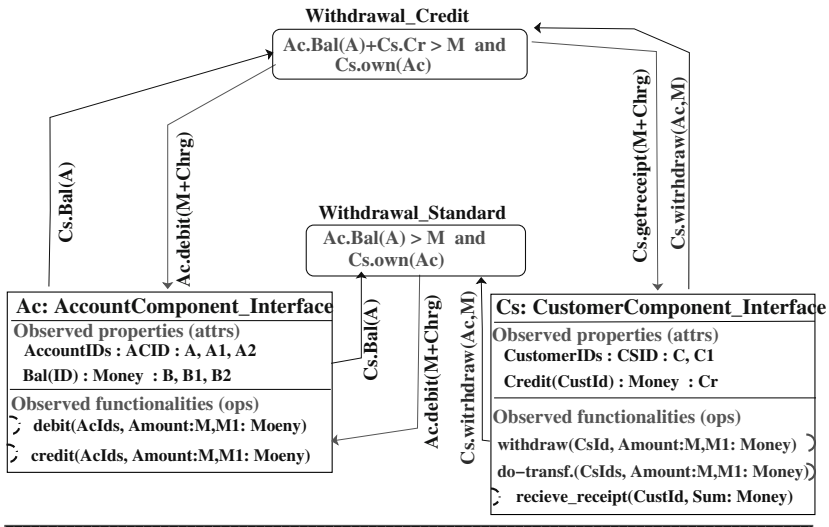 Withdrawal_Credit
Ac.Bal(A)+Cs.Cr > M and
Cs.own(Ac)
Cs.Bal(A)
Ac.debit(M+Chrg)
Cs.getreceipt(M+Chrg)
Cs.witrhdraw(Ac,M)
Withdrawal_Standard
Ac.Bal(A) > M and
Cs.own(Ac)
Cs.Bal(A)
Ac.debit(M+Chrg)
Cs.witrhdraw(Ac,M)
Ac: AccountComponent_Interface
Observed properties (attrs)
AccountIDs : ACID : A, A1, A2
Bal(ID) : Money : B, B1, B2
Observed functionalities (ops)
debit(AcIds, Amount:M,M1: Moeny)
credit(AcIds, Amount:M,M1: Moeny)
Cs: CustomerComponent_Interface
Observed properties (attrs)
CustomerIDs : CSID : C, C1
Credit(CustId) : Money : Cr
Observed functionalities (ops)
withdraw(CsId, Amount:M,M1: Money)
do-transf.(CsIds, Amount:M,M1: Money)
recieve_receipt(CustId, Sum: Money)